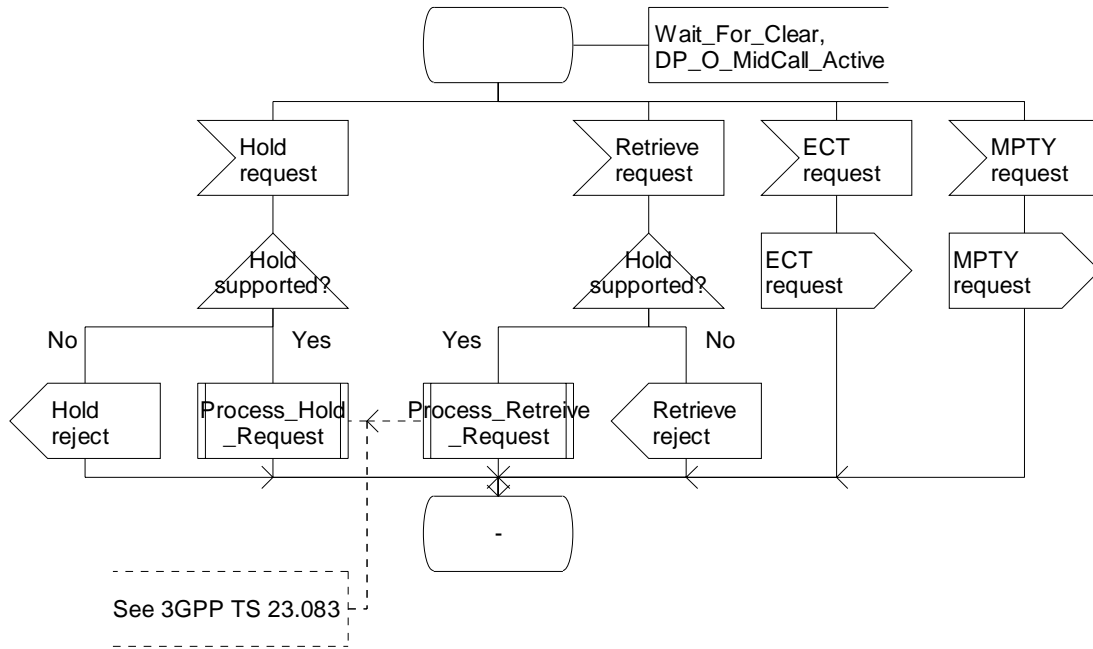 Wait_For_Clear,
DP_O_MidCall_Active
Hold
request
Retrieve
request
ECT
request
MPTY
request
Hold
supported?
Hold
supported?
ECT
request
MPTY
request
No
Yes
Yes
No
Hold
reject
Process_Hold
_Request
Process_Retreive
_Request
Retrieve
reject
-
See 3GPP TS 23.083